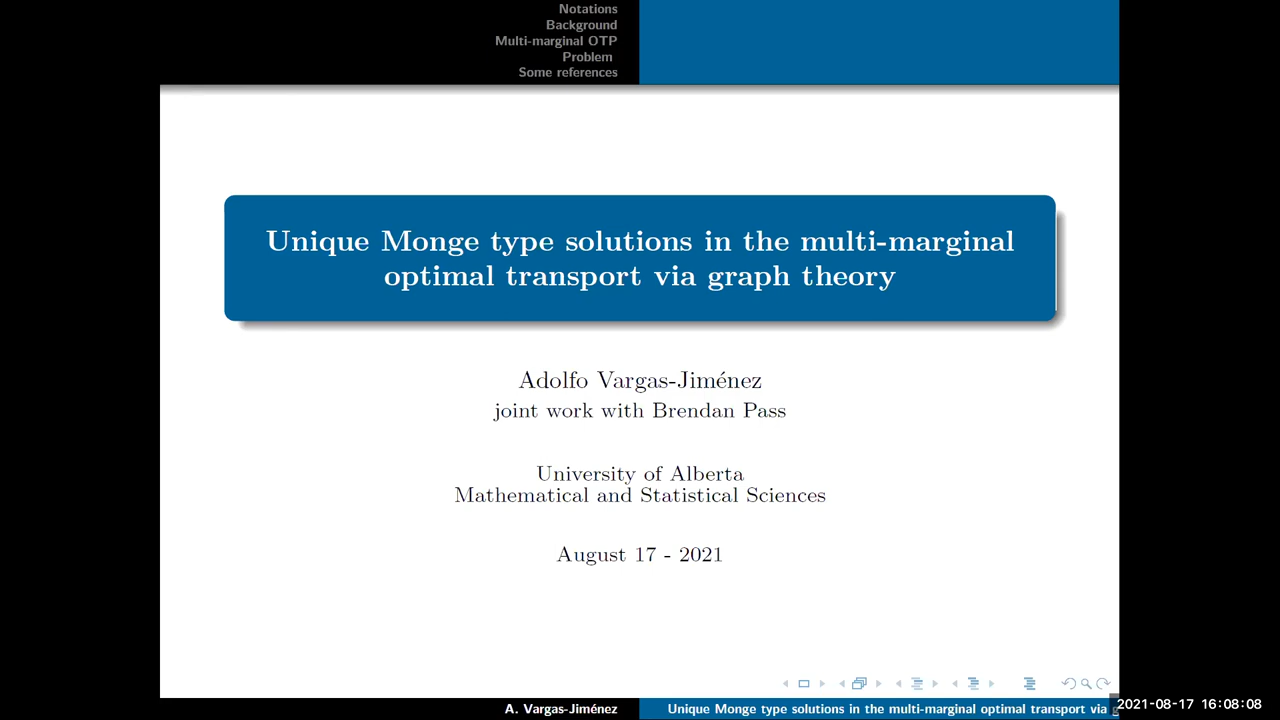 Notations
Background
Multi-marginal OTP
Problem
Some references
Unique Monge type solutions in the multi-marginal
optimal transport via graph theory
Adolfo Vargas-Jiménez
joint work with Brendan Pass
University of Alberta
Mathematical and Statistical Sciences
August 17 - 2021
A. Vargas-Jiménez
Unique Monge type solutions in the multi-marginal optimal transport via
2021-08-17 16:08:08